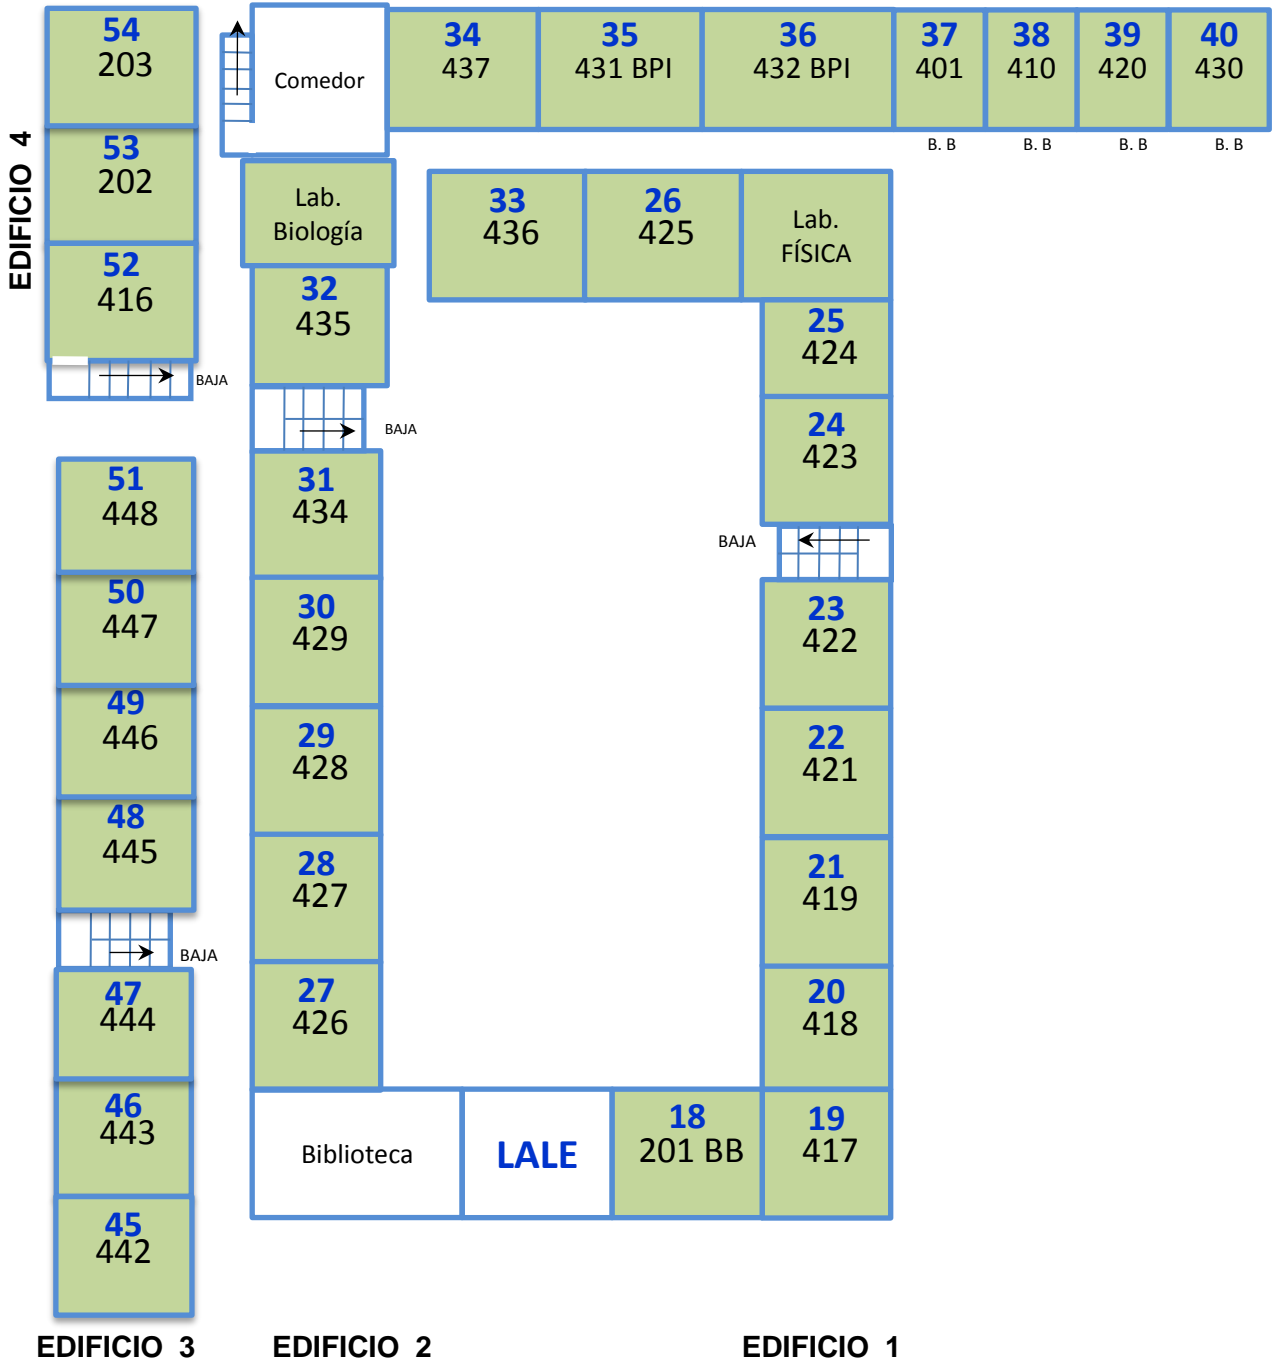 54
203
53
202
52
416
EDIFICIO 4
BAJA
51
448
50
447
49
446
48
445
BAJA
47
444
46
443
45
442
EDIFICIO 3
Comedor
Lab.
Biología
32
435
BAJA
31
434
30
429
29
428
28
427
27
426
Biblioteca
LALE
EDIFICIO 2
34
437
35
431 BPI
36
432 BPI
37
401
B. B
38
410
B. B
39
420
B. B
40
430
B. B
33
436
26
425
Lab.
FÍSICA
25
424
24
423
BAJA
23
422
22
421
21
419
20
418
18
201 BB
19
417
EDIFICIO 1